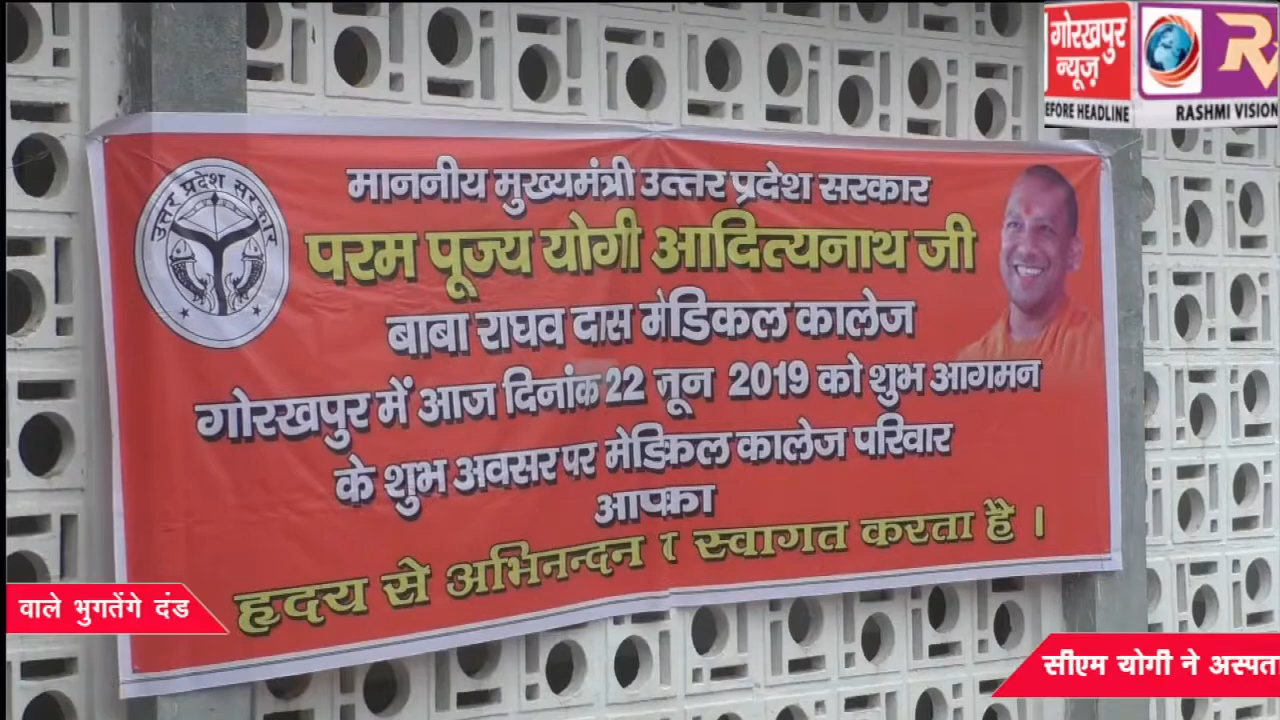 गोरखपुर
न्यूज़
EFORE HEADLINE
RASHMI VISION
उत्तर प्रदेश सरकार
माननीय मुख्यमंत्री उत्तर प्रदेश सरकार
परम पूज्य योगी आदित्यनाथ जी
बाबा राघव दास मेडिकल कालेज
गोरखपुर में आज दिनांक 22 जून 2019 को शुभ आगमन
के शुभ अवसर पर मेडिकल कालेज परिवार
आपका
हृदय से अभिनन्दन स्वागत करता है ।
वाले भुगतेंगे दंड
सीएम योगी ने अस्पता